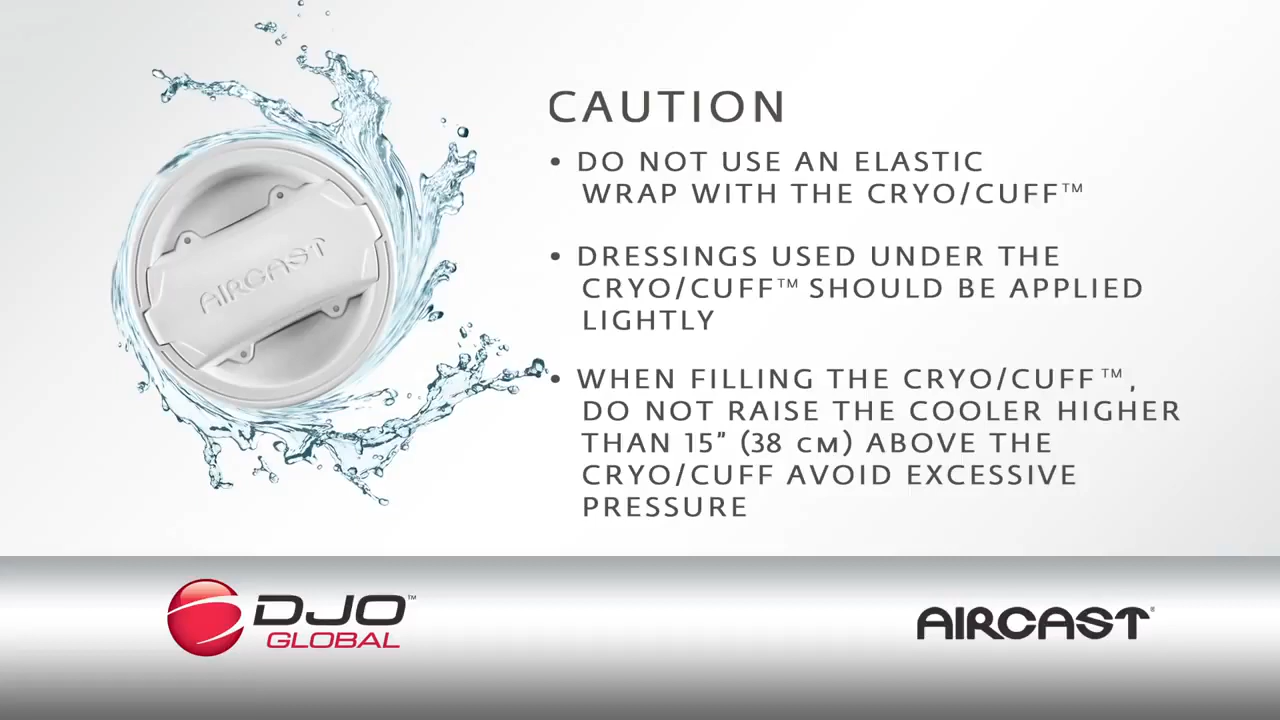 CAUTION
• DO NOT USE AN ELASTIC
WRAP WITH THE CRYO/CUFF™
• DRESSINGS USED UNDER THE
CRYO/CUFF™ SHOULD BE APPLIED
LIGHTLY
• WHEN FILLING THE CRYO/CUFF™,
DO NOT RAISE THE COOLER HIGHER
THAN 15" (38 CM) ABOVE THE
CRYO/CUFF AVOID EXCESSIVE
PRESSURE
AIRCAST
DJO™
GLOBAL
AIRCAST®